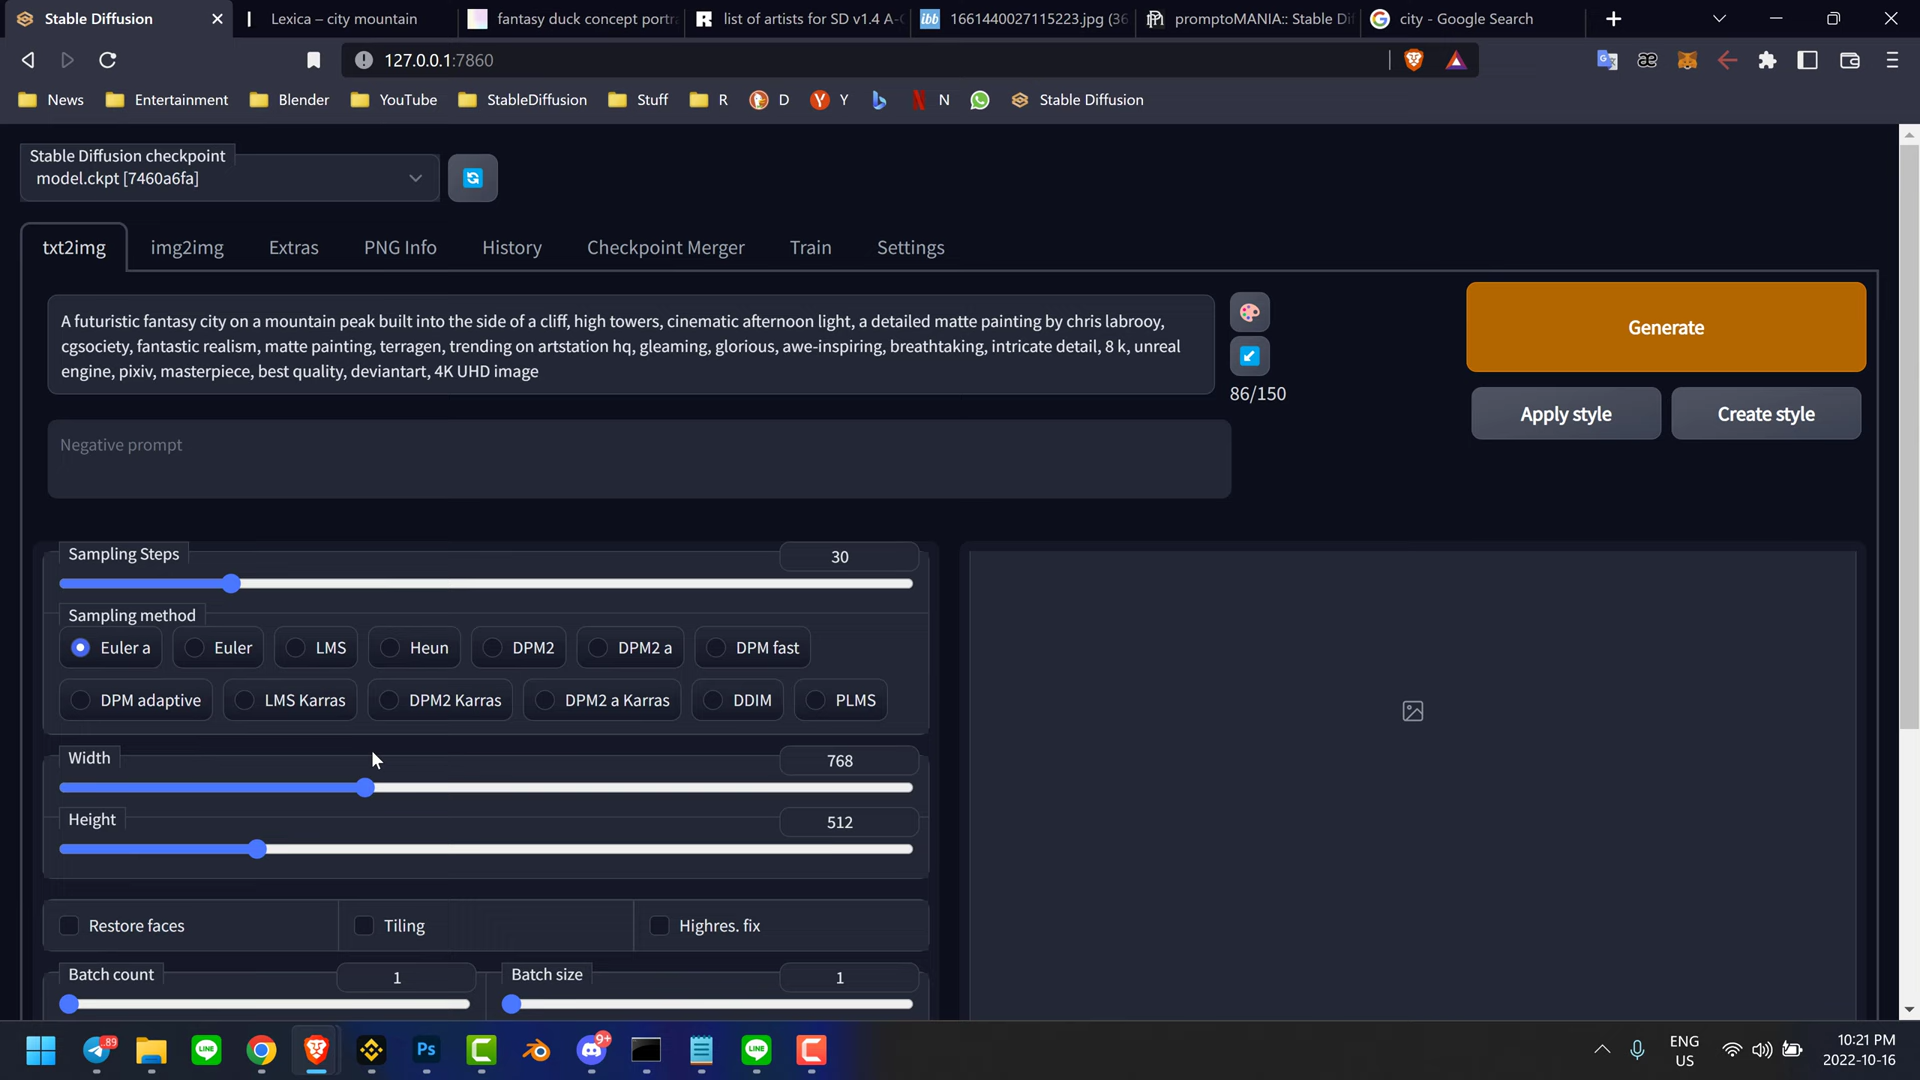 Stable Diffusion
Lexica – city mountain
fantasy duck concept portra
list of artists for SD v1.4 A-
ibb 1661440027115223.jpg (36
promptoMANIA:: Stable Dif
city - Google Search
127.0.0.1:7860
News
Entertainment
Blender
YouTube
StableDiffusion
Stuff
R
D
Y
N
Stable Diffusion
Stable Diffusion checkpoint
model.ckpt [7460a6fa]
txt2img
img2img
Extras
PNG Info
History
Checkpoint Merger
Train
Settings
A futuristic fantasy city on a mountain peak built into the side of a cliff, high towers, cinematic afternoon light, a detailed matte painting by chris labrooy,
cgsociety, fantastic realism, matte painting, terragen, trending on artstation hq, gleaming, glorious, awe-inspiring, breathtaking, intricate detail, 8 k, unreal
engine, pixiv, masterpiece, best quality, deviantart, 4K UHD image
86/150
Generate
Apply style
Create style
Negative prompt
Sampling Steps
30
Sampling method
Euler a
Euler
LMS
Heun
DPM2
DPM2 a
DPM fast
DPM adaptive
LMS Karras
DPM2 Karras
DPM2 a Karras
DDIM
PLMS
Width
768
Height
512
Restore faces
Tiling
Highres. fix
Batch count
1
Batch size
1
..89
LINE
Ps
9+
LINE
ENG
US
10:21 PM
2022-10-16